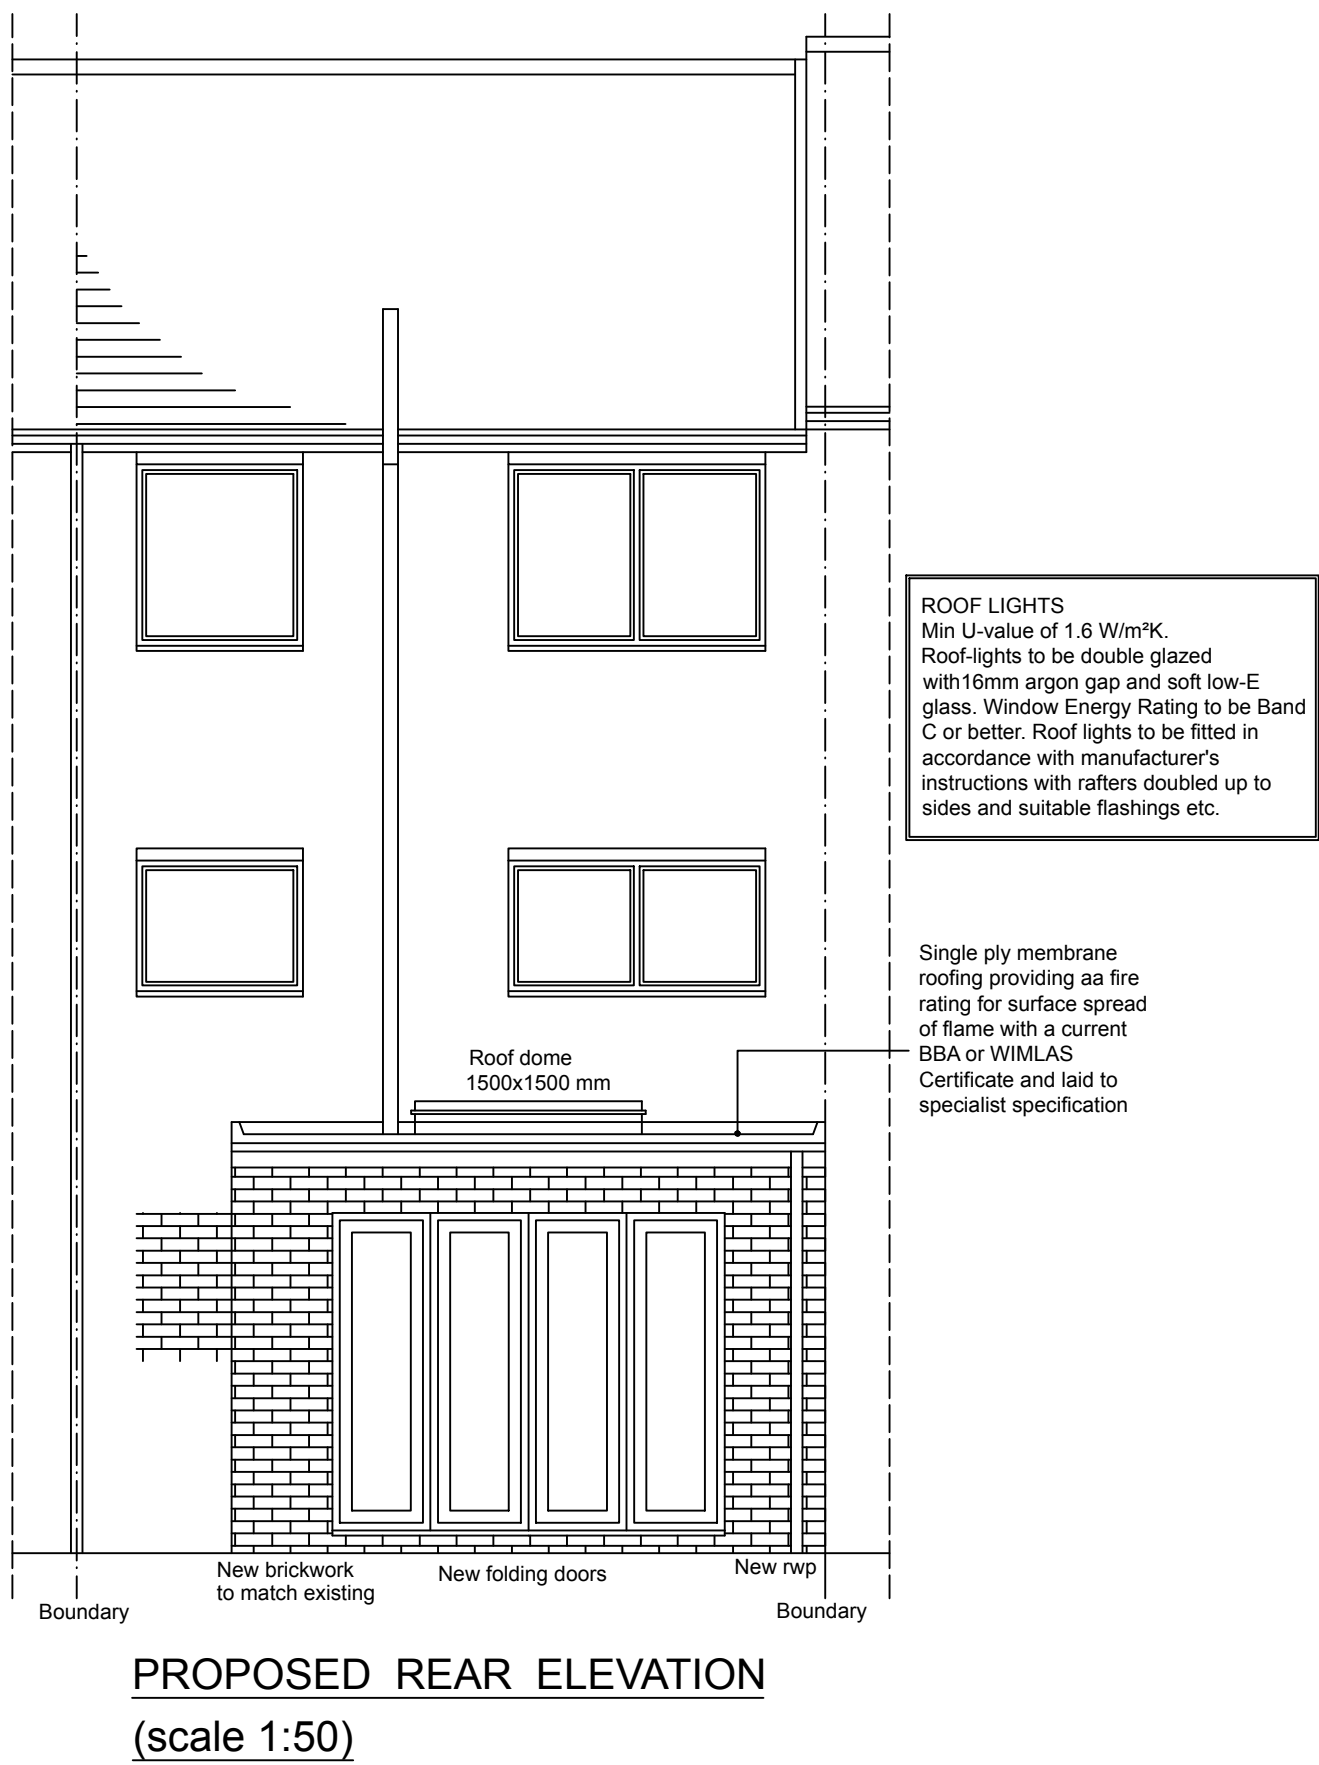 ROOF LIGHTS
Min U-value of 1.6 W/m²K.
Roof-lights to be double glazed
with16mm argon gap and soft low-E
glass. Window Energy Rating to be Band
C or better. Roof lights to be fitted in
accordance with manufacturer's
instructions with rafters doubled up to
sides and suitable flashings etc.
Single ply membrane
roofing providing aa fire
rating for surface spread
of flame with a current
BBA or WIMLAS
Certificate and laid to
specialist specification
Roof dome
1500x1500 mm
New brickwork
to match existing
New folding doors
New rwp
Boundary
Boundary
PROPOSED REAR ELEVATION
(scale 1:50)